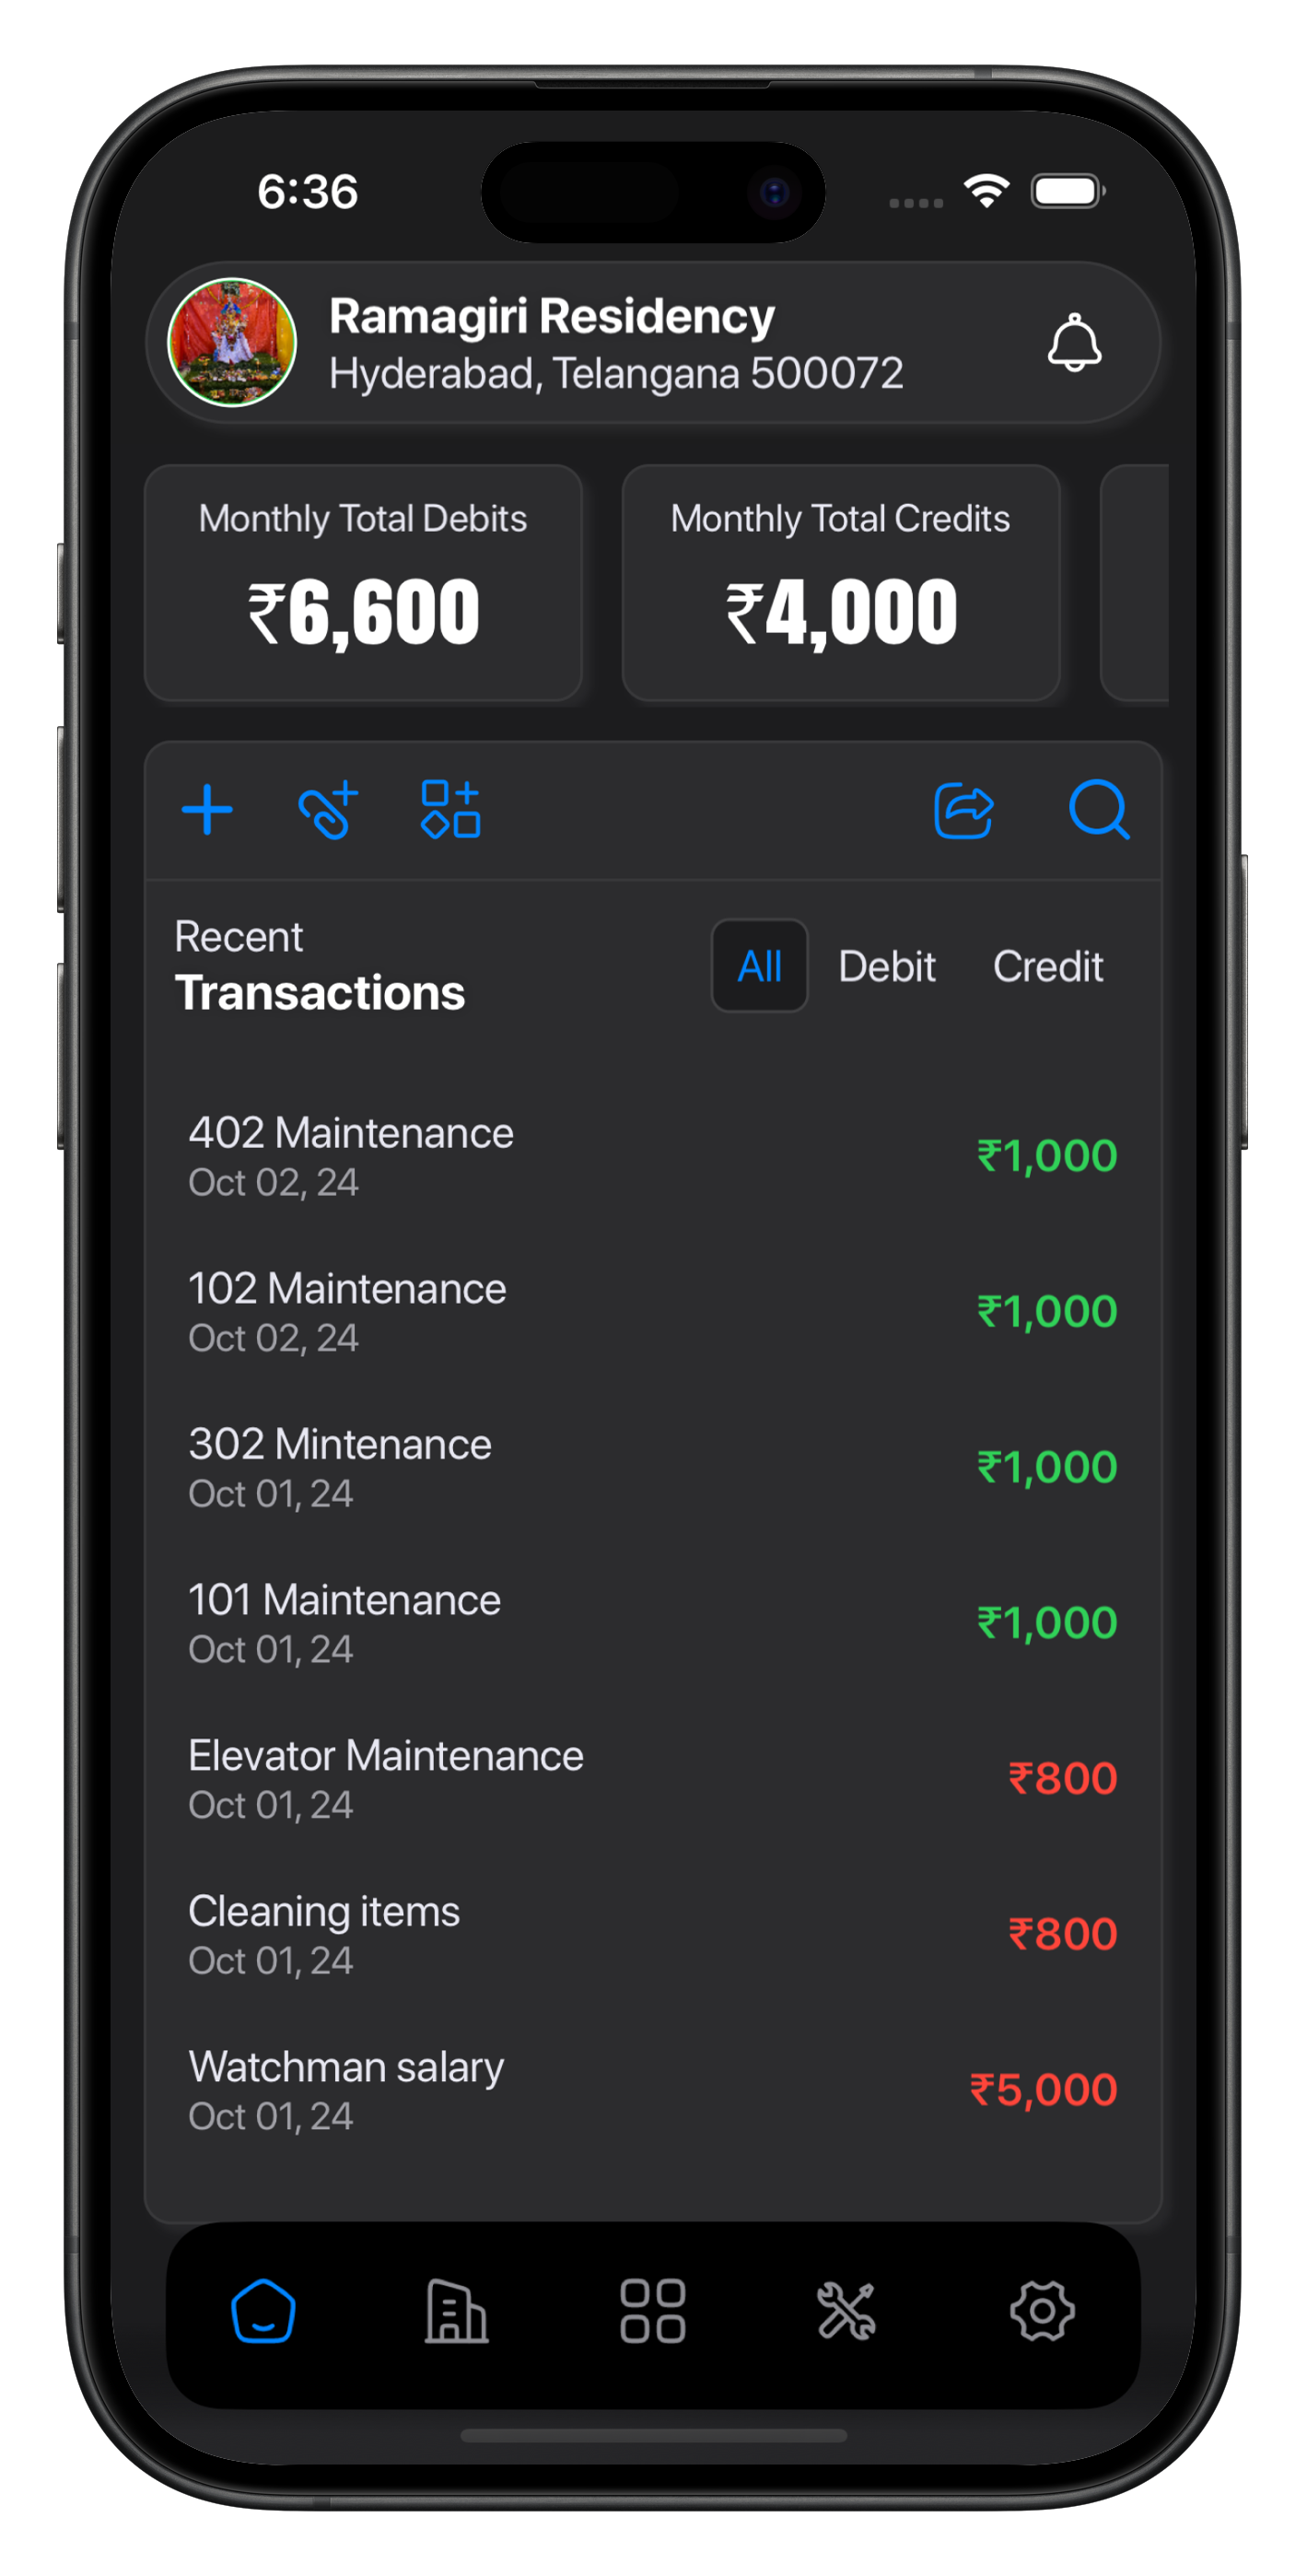 6:36
Ramagiri Residency
Hyderabad, Telangana 500072
Monthly Total Debits
₹6,600
Monthly Total Credits
₹4,000
Recent
Transactions
All Debit Credit
402 Maintenance
₹1,000
Oct 02, 24
102 Maintenance
₹1,000
Oct 02, 24
302 Mintenance
₹1,000
Oct 01, 24
101 Maintenance
₹1,000
Oct 01, 24
Elevator Maintenance
₹800
Oct 01, 24
Cleaning items
₹800
Oct 01, 24
Watchman salary
₹5,000
Oct 01, 24